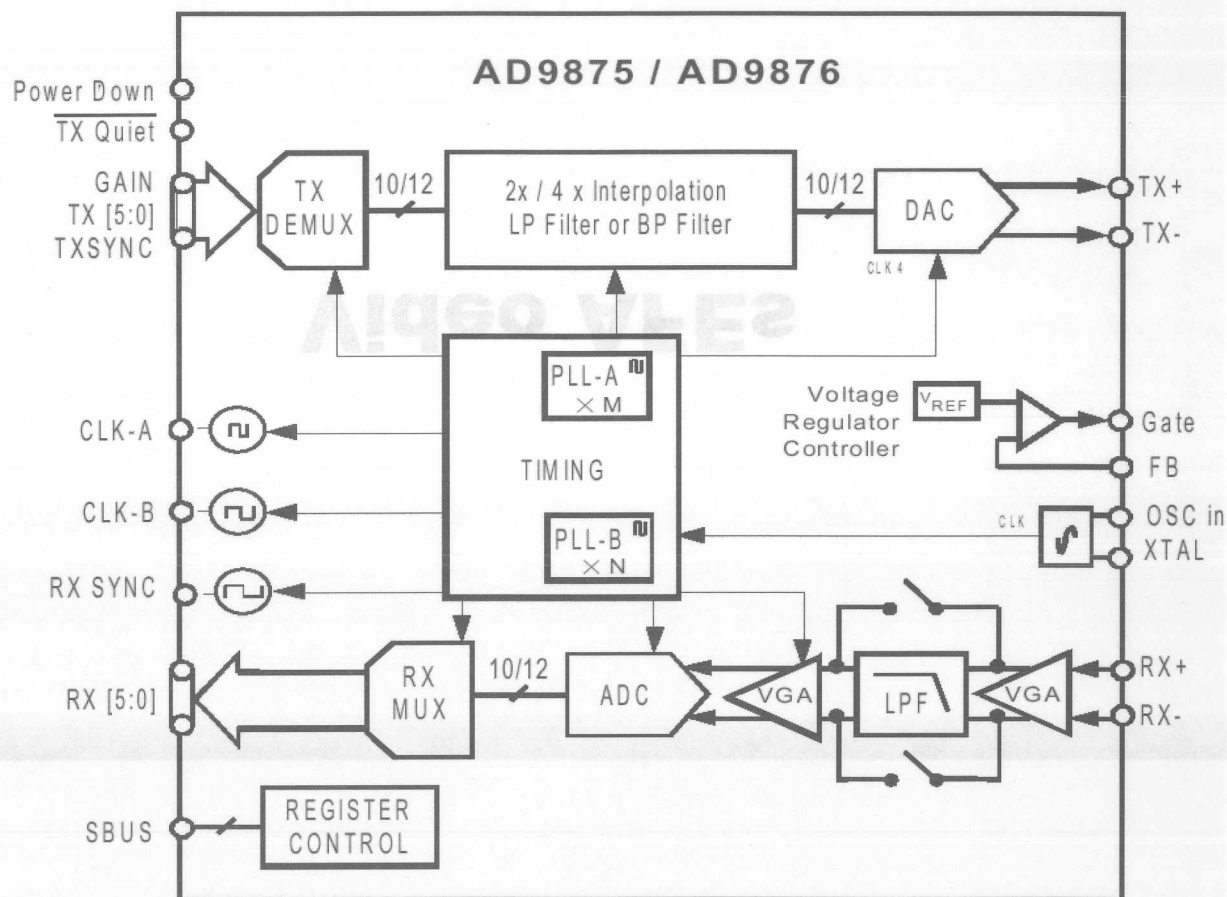 AD9875 / AD9876
Power Down
TX Quiet
GAIN
TX [5:0]
TXSYNC
TX
DEMUX
10/12
2x / 4 x Interpolation
LP Filter or BP Filter
10/12
DAC
CLK 4
TX+
TX-
Video AFEs
PLL-A
× M
TIMING
PLL-B
× N
CLK-A
CLK-B
RX SYNC
Voltage
Regulator
Controller
VREF
Gate
FB
CLK
OSC in
XTAL
RX [5:0]
RX
MUX
10/12
ADC
VGA
LPF
VGA
RX+
RX-
SBUS
REGISTER
CONTROL